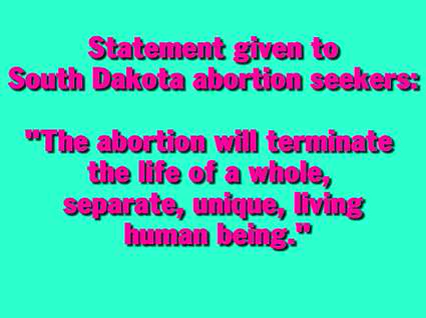 Statement given to
South Dakota abortion seekers:
"The abortion will terminate
the life of a whole,
separate, unique, living
human being."